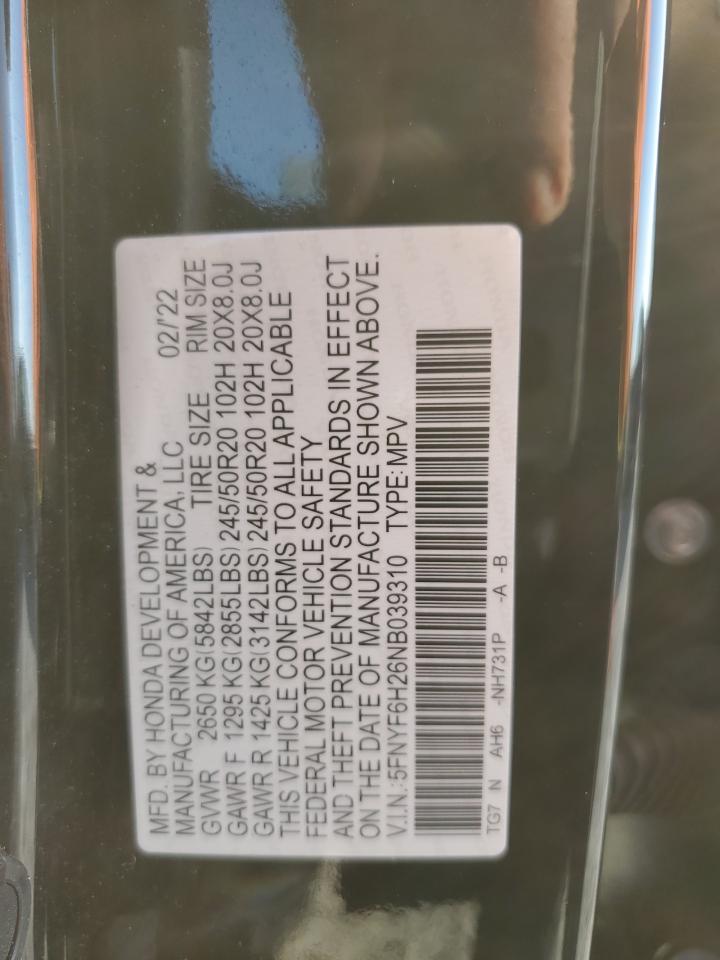 MFD. BY HONDA DEVELOPMENT &
MANUFACTURING OF AMERICA, LLC 02/'22
GVWR 2650 KG(5842LBS) TIRE SIZE RIM SIZE
GAWR F 1295 KG(2855LBS) 245/50R20 102H 20X8.0J
GAWR R 1425 KG(3142LBS) 245/50R20 102H 20X8.0J
THIS VEHICLE CONFORMS TO ALL APPLICABLE
FEDERAL MOTOR VEHICLE SAFETY
AND THEFT PREVENTION STANDARDS IN EFFECT
ON THE DATE OF MANUFACTURE SHOWN ABOVE.
V.I.N.:5FNYF6H26NB039310 TYPE:MPV
TG7 N AH6 -NH731P -A -B